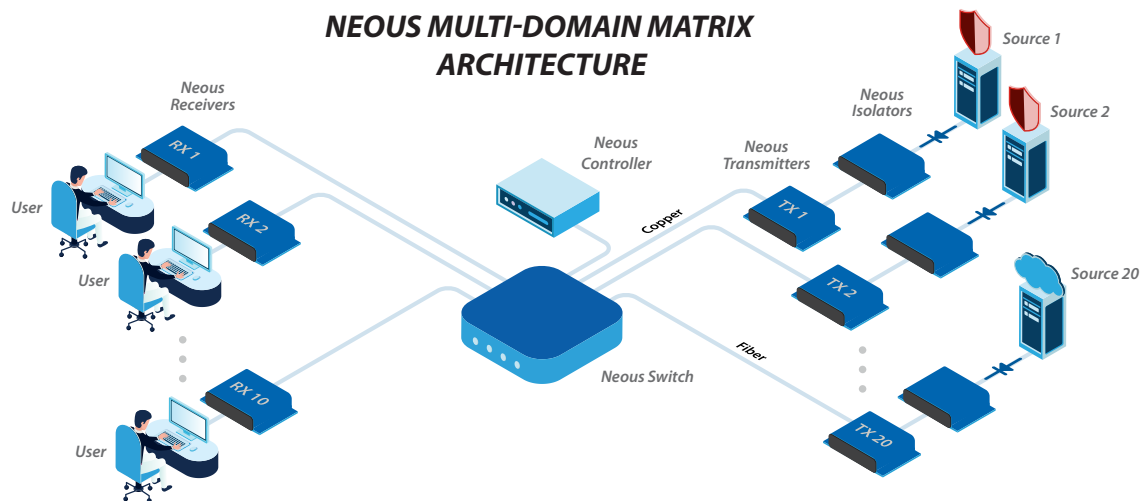 NEOUS MULTI-DOMAIN MATRIX
ARCHITECTURE
Neous
Receivers
RX 1
User
RX 2
User
RX 10
User
Neous
Controller
Neous Switch
Copper
Fiber
Neous
Transmitters
TX 1
TX 2
TX 20
Neous
Isolators
Source 1
Source 2
Source 20